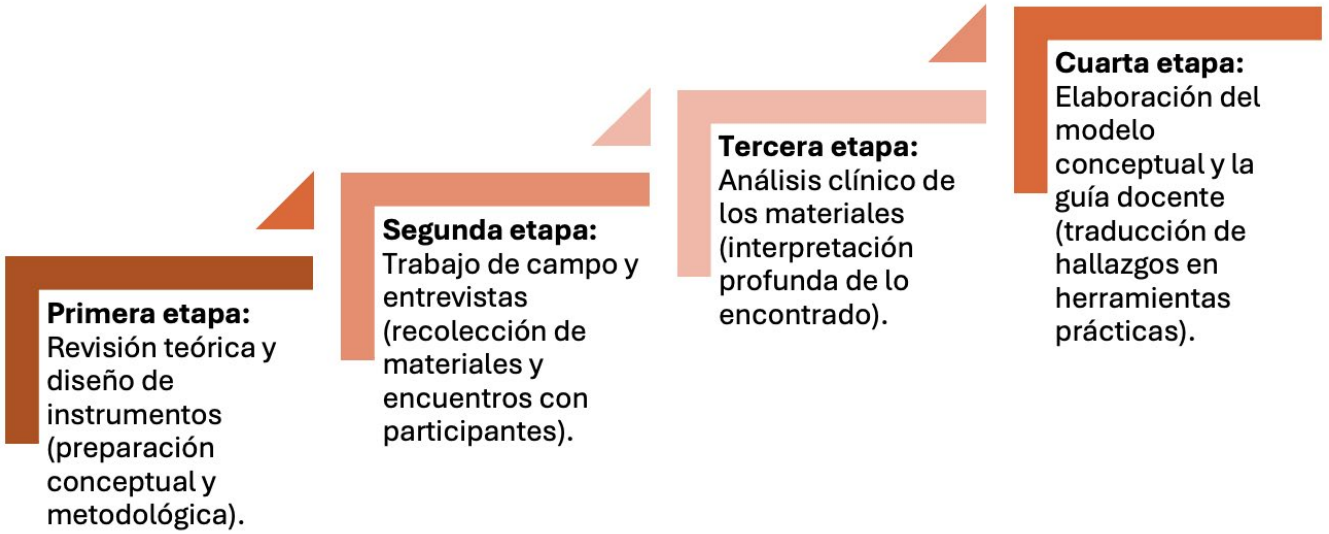 Primera etapa:
Revisión teórica y
diseño de
instrumentos
(preparación
conceptual y
metodológica).
Segunda etapa:
Trabajo de campo y
entrevistas
(recolección de
materiales y
encuentros con
participantes).
Tercera etapa:
Análisis clínico de
los materiales
(interpretación
profunda de lo
encontrado).
Cuarta etapa:
Elaboración del
modelo
conceptual y la
guía docente
(traducción de
hallazgos en
herramientas
prácticas).